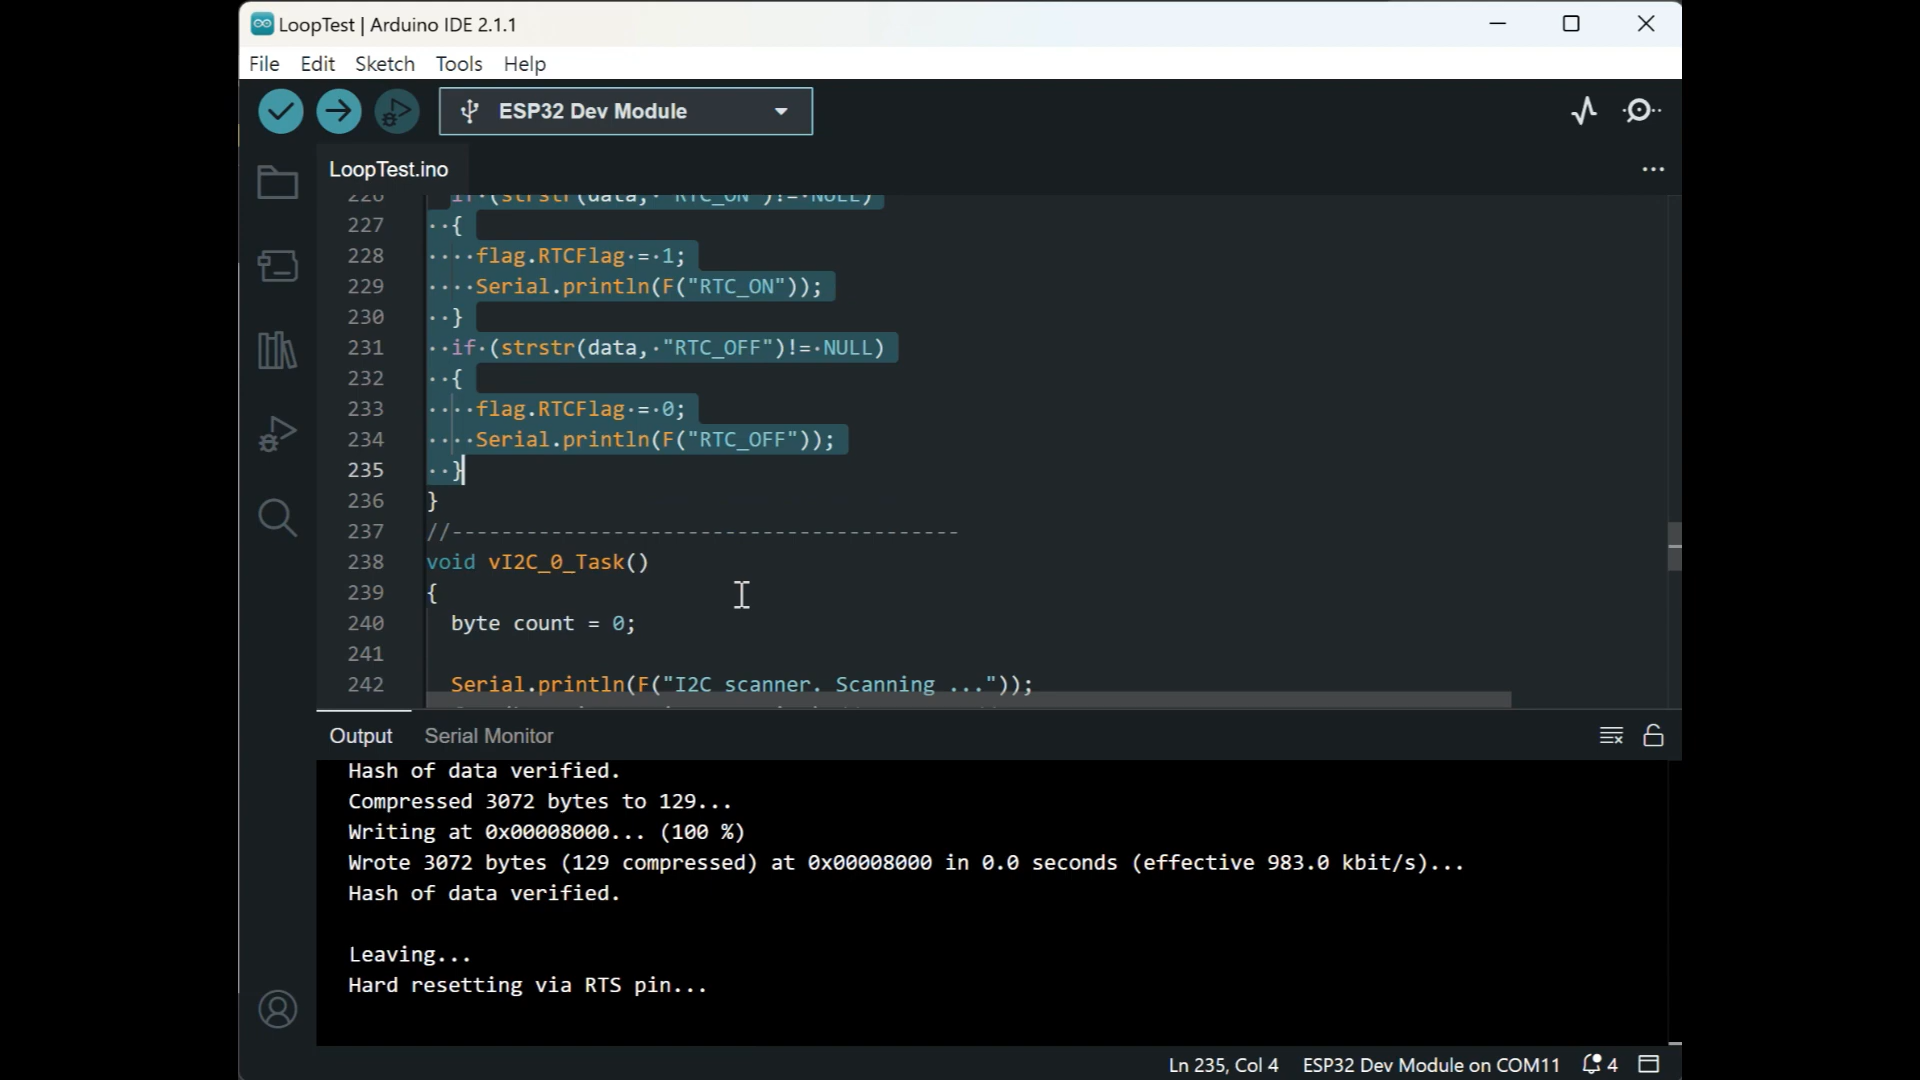 LoopTest | Arduino IDE 2.1.1
File Edit Sketch Tools Help
ESP32 Dev Module
LoopTest.ino
226 if (strstr(data, "RTC_ON")!= NULL)
227 {
228 flag.RTCFlag = 1;
229 Serial.println(F("RTC_ON"));
230 }
231 if (strstr(data, "RTC_OFF")!= NULL)
232 {
233 flag.RTCFlag = 0;
234 Serial.println(F("RTC_OFF"));
235 }
236 }
237 //-----------------------------------------
238 void vI2C_0_Task()
239 {
240 byte count = 0;
241
242 Serial.println(F("I2C scanner. Scanning ..."));
Output Serial Monitor
Hash of data verified.
Compressed 3072 bytes to 129...
Writing at 0x00008000... (100 %)
Wrote 3072 bytes (129 compressed) at 0x00008000 in 0.0 seconds (effective 983.0 kbit/s)...
Hash of data verified.
Leaving...
Hard resetting via RTS pin...
Ln 235, Col 4 ESP32 Dev Module on COM11 4